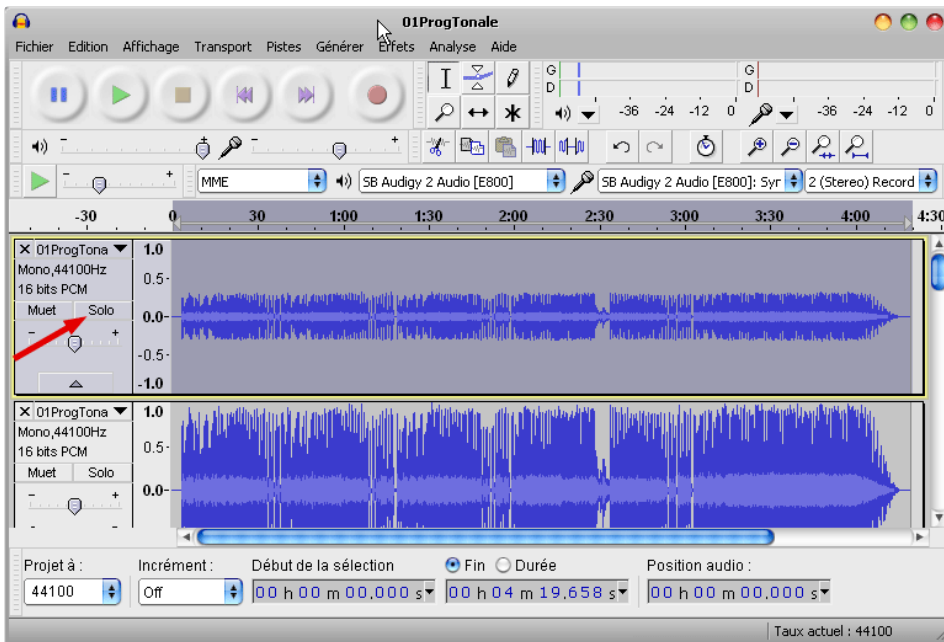 01ProgTonale
Fichier Edition Affichage Transport Pistes Générer Effets Analyse Aide
G
D
-36 -24 -12 0
G
D
-36 -24 -12 0
- +
- +
- +
MME
SB Audigy 2 Audio [E800]
SB Audigy 2 Audio [E800]: Syr
2 (Stereo) Record
-30 0 30 1:00 1:30 2:00 2:30 3:00 3:30 4:00 4:30
01ProgTona
Mono,44100Hz
16 bits PCM
Muet Solo
- +
1.0
0.5
0.0
-0.5
-1.0
01ProgTona
Mono,44100Hz
16 bits PCM
Muet Solo
- +
1.0
0.5
0.0
Projet à :
44100
Incrément :
Off
Début de la sélection
00 h 00 m 00,000 s
Fin Durée
00 h 04 m 19,658 s
Position audio :
00 h 00 m 00,000 s
Taux actuel : 44100